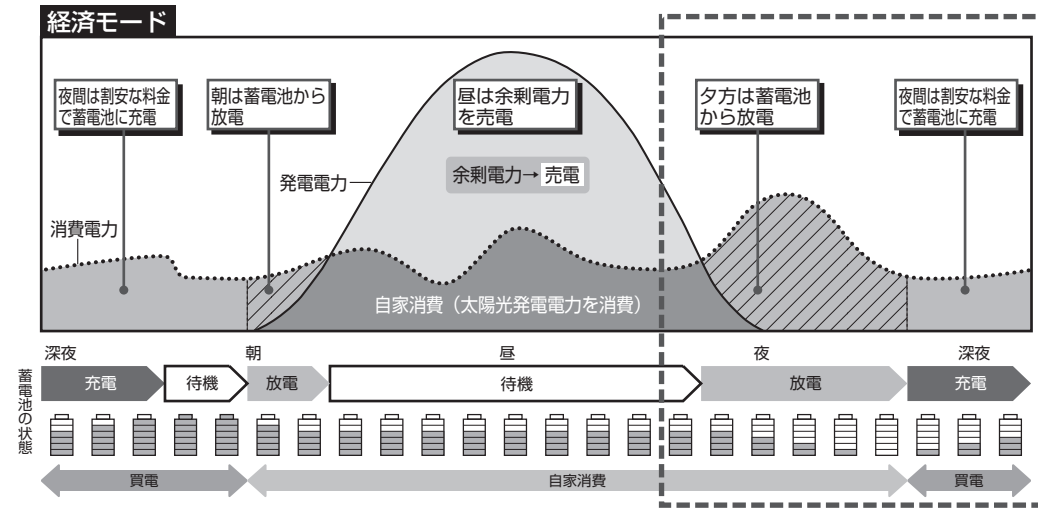 経済モード
夜間は割安な料金
で蓄電池に充電
朝は蓄電池から
放電
昼は余剰電力
を売電
夕方は蓄電池
から放電
夜間は割安な料金
で蓄電池に充電
発電電力
余剰電力→ 売電
消費電力
自家消費（太陽光発電電力を消費）
深夜 朝 昼 夜 深夜
蓄電池の状態
充電 待機 放電 待機 放電 充電
買電 自家消費 買電